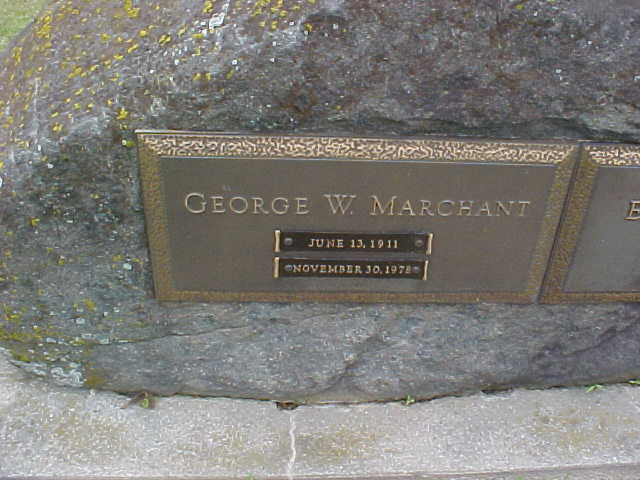 GEORGE W. MARCHANT
JUNE 13, 1911
NOVEMBER 30, 1978
E